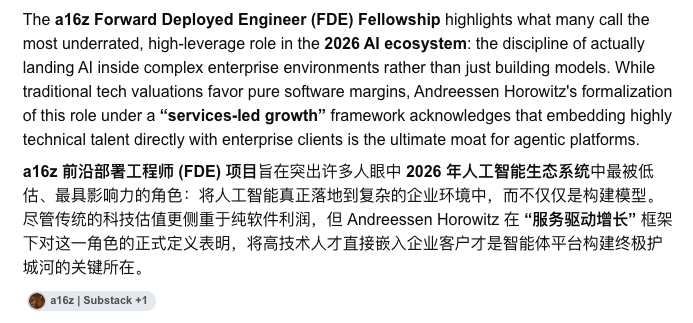 The a16z Forward Deployed Engineer (FDE) Fellowship highlights what many call the
most underrated, high-leverage role in the 2026 AI ecosystem: the discipline of actually
landing AI inside complex enterprise environments rather than just building models. While
traditional tech valuations favor pure software margins, Andreessen Horowitz's formalization
of this role under a “services-led growth” framework acknowledges that embedding highly
technical talent directly with enterprise clients is the ultimate moat for agentic platforms.
a16z 前沿部署工程师 (FDE) 项目旨在突出许多人眼中 2026 年人工智能生态系统中最被低
估、最具影响力的角色：将人工智能真正落地到复杂的企业环境中，而不仅仅是构建模型。
尽管传统的科技估值更侧重于纯软件利润，但 Andreessen Horowitz 在 “服务驱动增长” 框架
下对这一角色的正式定义表明，将高技术人才直接嵌入企业客户才是智能体平台构建终极护
城河的关键所在。
a16z | Substack +1